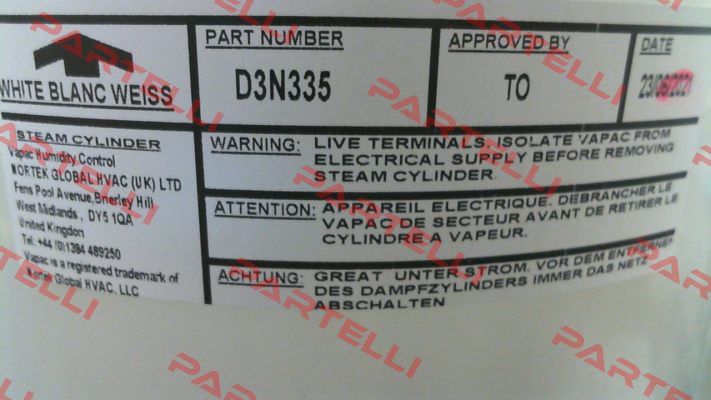 WHITE BLANC WEISS
PART NUMBER
D3N335
APPROVED BY
TO
DATE
23/06/2021
STEAM CYLINDER
Vapac Humidity Control
NORTEK GLOBAL HVAC (UK) LTD
Fens Pool Avenue, Brierley Hill
West Midlands , DY5 1QA
United Kingdon
Tel: +44 (0)1384 489250
Vapac is a registered trademark of
Nortek Global HVAC, LLC
WARNING: LIVE TERMINALS. ISOLATE VAPAC FROM
ELECTRICAL SUPPLY BEFORE REMOVING
STEAM CYLINDER.
ATTENTION: APPAREIL ELECTRIQUE. DEBRANCHER LE
VAPAC DE SECTEUR AVANT DE RETIRER LE
CYLINDRE A VAPEUR.
ACHTUNG: GREAT UNTER STROM. VOR DEM ENTFERNEN
DES DAMPFZYLINDERS IMMER DAS NETZ
ABSCHALTEN
PARTELLI
PARTELLI
PARTELLI
PARTELLI
PARTELLI
PARTELLI